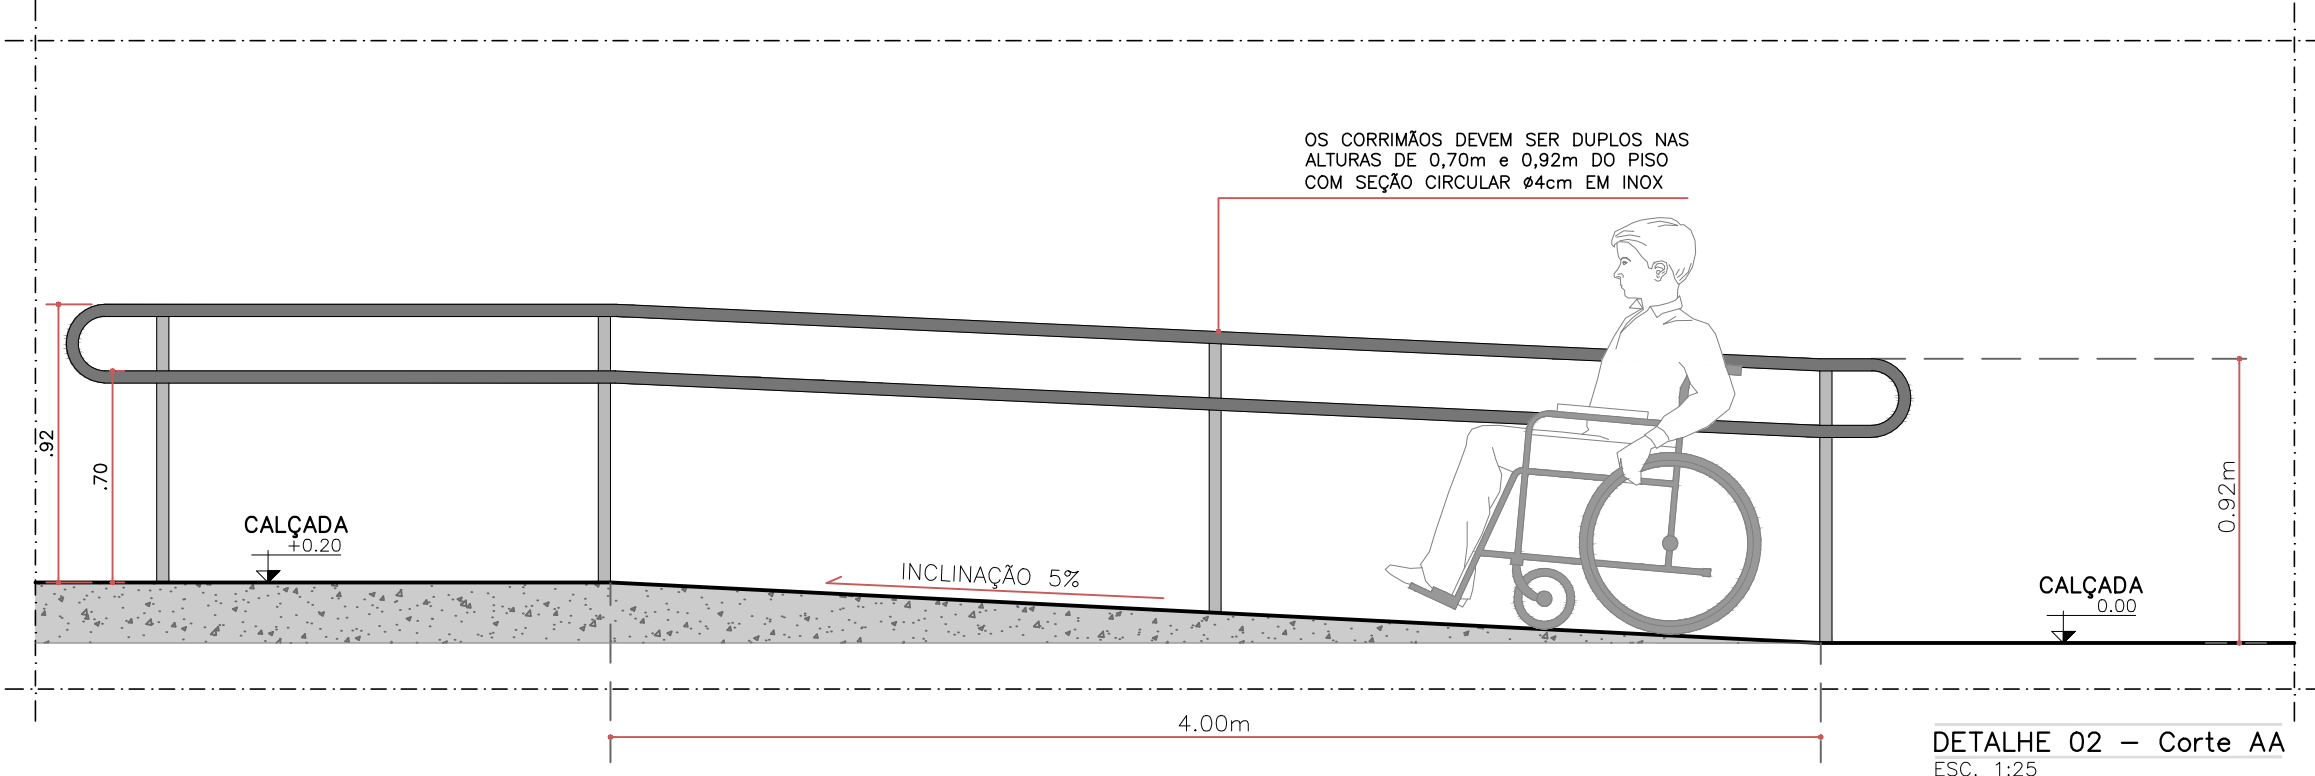 OS CORRIMÃOS DEVEM SER DUPLOS NAS
ALTURAS DE 0,70m e 0,92m DO PISO
COM SEÇÃO CIRCULAR ø4cm EM INOX
.92
.70
CALÇADA
+0.20
INCLINAÇÃO 5%
0.92m
CALÇADA
0.00
4.00m
DETALHE 02 – Corte AA
ESC. 1:25